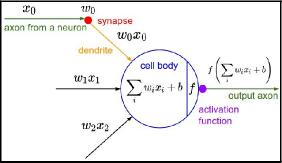 x₀
w₀
synapse
axon from a neuron
w₀x₀
dendrite
cell body
f(∑ᵢ wᵢxᵢ + b)
w₁x₁
∑ᵢ wᵢxᵢ + b
f
output axon
activation
function
w₂x₂